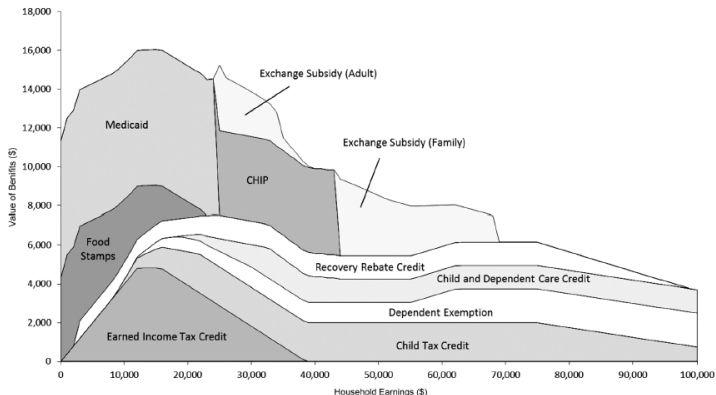 18,000
16,000
14,000
12,000
10,000
8,000
6,000
4,000
2,000
0
Value of Benifits ($)
Exchange Subsidy (Adult)
Medicaid
Exchange Subsidy (Family)
CHIP
Food
Stamps
Recovery Rebate Credit
Child and Dependent Care Credit
Dependent Exemption
Earned Income Tax Credit
Child Tax Credit
0
10,000
20,000
30,000
40,000
50,000
60,000
70,000
80,000
90,000
100,000
Household Earnings ($)